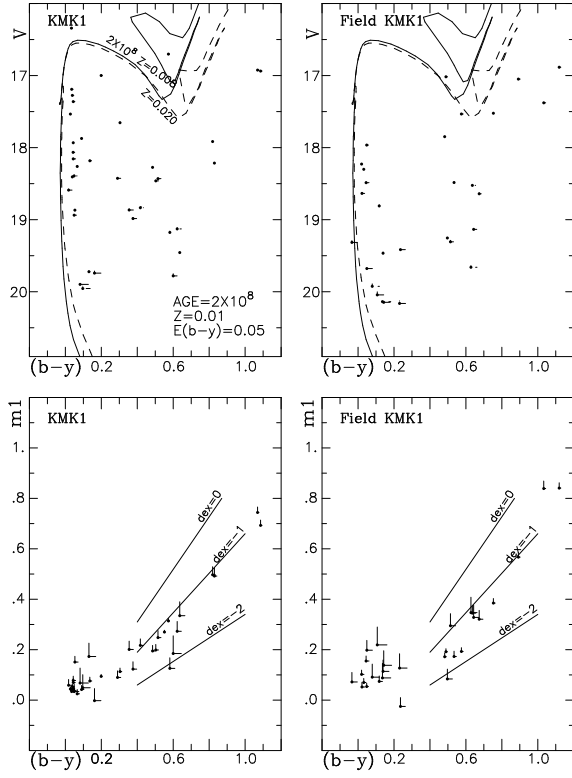 KMK1
Field KMK1
V
V
17
17
18
18
19
19
20
20
2X10⁸ Z=0.008
Z=0.020
AGE=2X10⁸
Z=0.01
E(b-y)=0.05
(b-y)
0.2
0.6
1.0
(b-y)
0.2
0.6
1.0
m1
KMK1
m1
Field KMK1
1.
1.
.8
.8
.6
.6
.4
.4
.2
.2
.0
.0
dex=0
dex=-1
dex=-2
dex=0
dex=-1
dex=-2
(b-y)
0.2
0.6
1.0
(b-y)
0.2
0.6
1.0